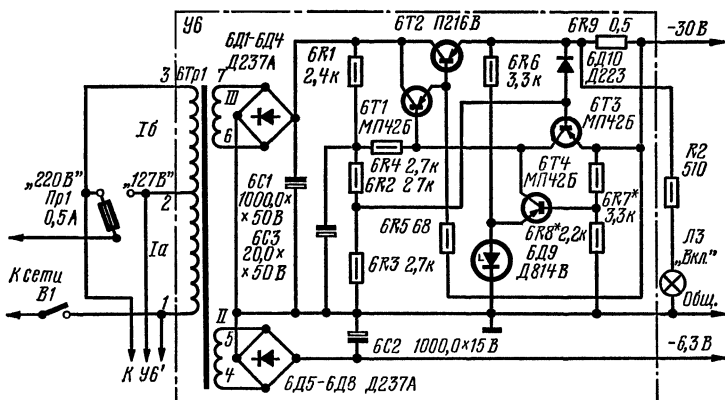 У6
6Д1-6Д4
Д237А
6Т2 П216В
6R9 0,5
-30В
3 6Тр1 7
III
6
6R1
2,4к
6R6
3,3к
6Д10
Д223
6Т1
МП42Б
6Т3
МП42Б
Iб
„220В"
„127В"
Пр1
0,5А
2
6С1
1000,0×
×50В
6С3
20,0×
×50В
6R4 2,7к
6R2 2 7к
6Т4
МП42Б
R2
510
6R7*
3,3к
6R5 68
6R8* 2,2к
Iа
6R3 2,7к
6Д9
Д814В
Л3
„Вкл."
К сети
В1
1
Общ.
II
5
4
6С2 1000,0×15В
-6,3В
К У6'
6Д5-6Д8 Д237А